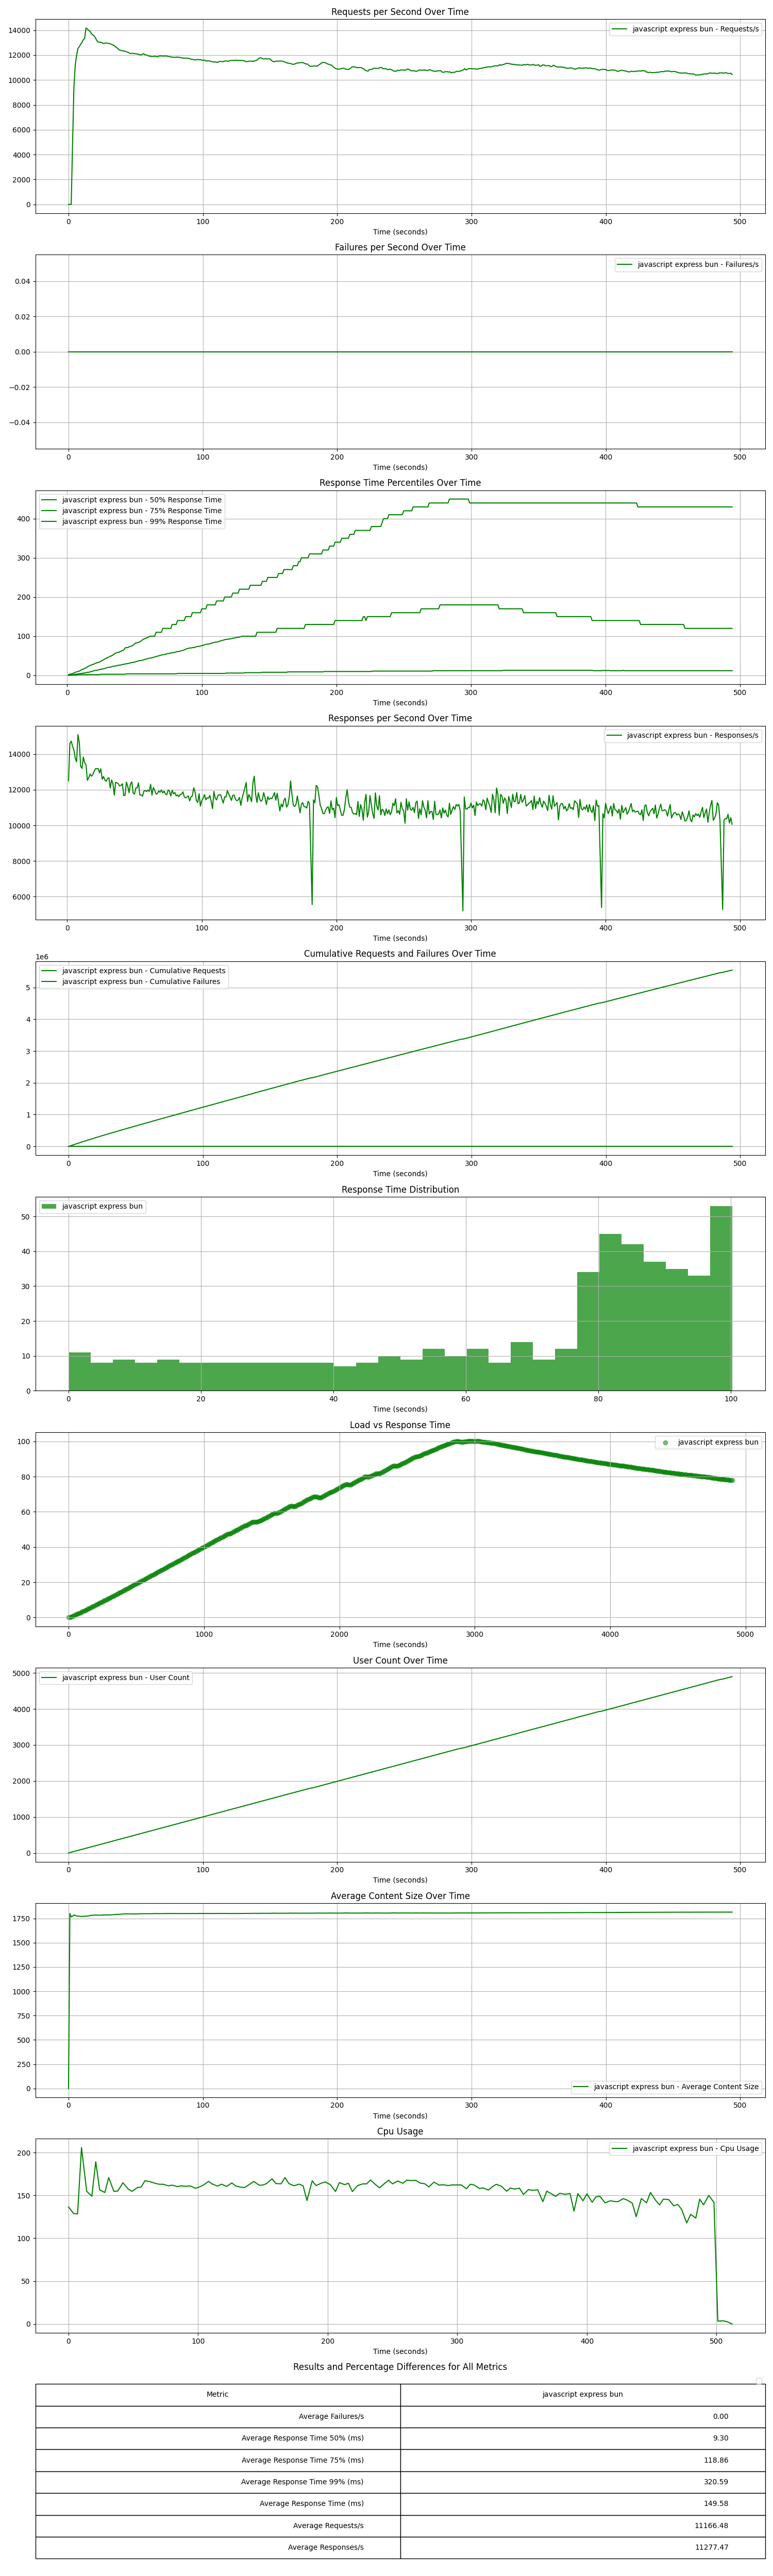 Requests per Second Over Time
javascript express bun - Requests/s
14000
12000
10000
8000
6000
4000
2000
0
0 100 200 300 400 500
Time (seconds)
Failures per Second Over Time
javascript express bun - Failures/s
0.04
0.02
0.00
−0.02
−0.04
0 100 200 300 400 500
Time (seconds)
Response Time Percentiles Over Time
javascript express bun - 50% Response Time
javascript express bun - 75% Response Time
javascript express bun - 99% Response Time
400
300
200
100
0
0 100 200 300 400 500
Time (seconds)
Responses per Second Over Time
javascript express bun - Responses/s
14000
12000
10000
8000
6000
0 100 200 300 400 500
Time (seconds)
Cumulative Requests and Failures Over Time
1e6
javascript express bun - Cumulative Requests
javascript express bun - Cumulative Failures
5
4
3
2
1
0
0 100 200 300 400 500
Time (seconds)
Response Time Distribution
javascript express bun
50
40
30
20
10
0
0 20 40 60 80 100
Time (seconds)
Load vs Response Time
javascript express bun
100
80
60
40
20
0
0 1000 2000 3000 4000 5000
Time (seconds)
User Count Over Time
javascript express bun - User Count
5000
4000
3000
2000
1000
0
0 100 200 300 400 500
Time (seconds)
Average Content Size Over Time
1750
1500
1250
1000
750
500
250
0
javascript express bun - Average Content Size
0 100 200 300 400 500
Time (seconds)
Cpu Usage
javascript express bun - Cpu Usage
200
150
100
50
0
0 100 200 300 400 500
Time (seconds)
Results and Percentage Differences for All Metrics
Metric javascript express bun
Average Failures/s 0.00
Average Response Time 50% (ms) 9.30
Average Response Time 75% (ms) 118.86
Average Response Time 99% (ms) 320.59
Average Response Time (ms) 149.58
Average Requests/s 11166.48
Average Responses/s 11277.47